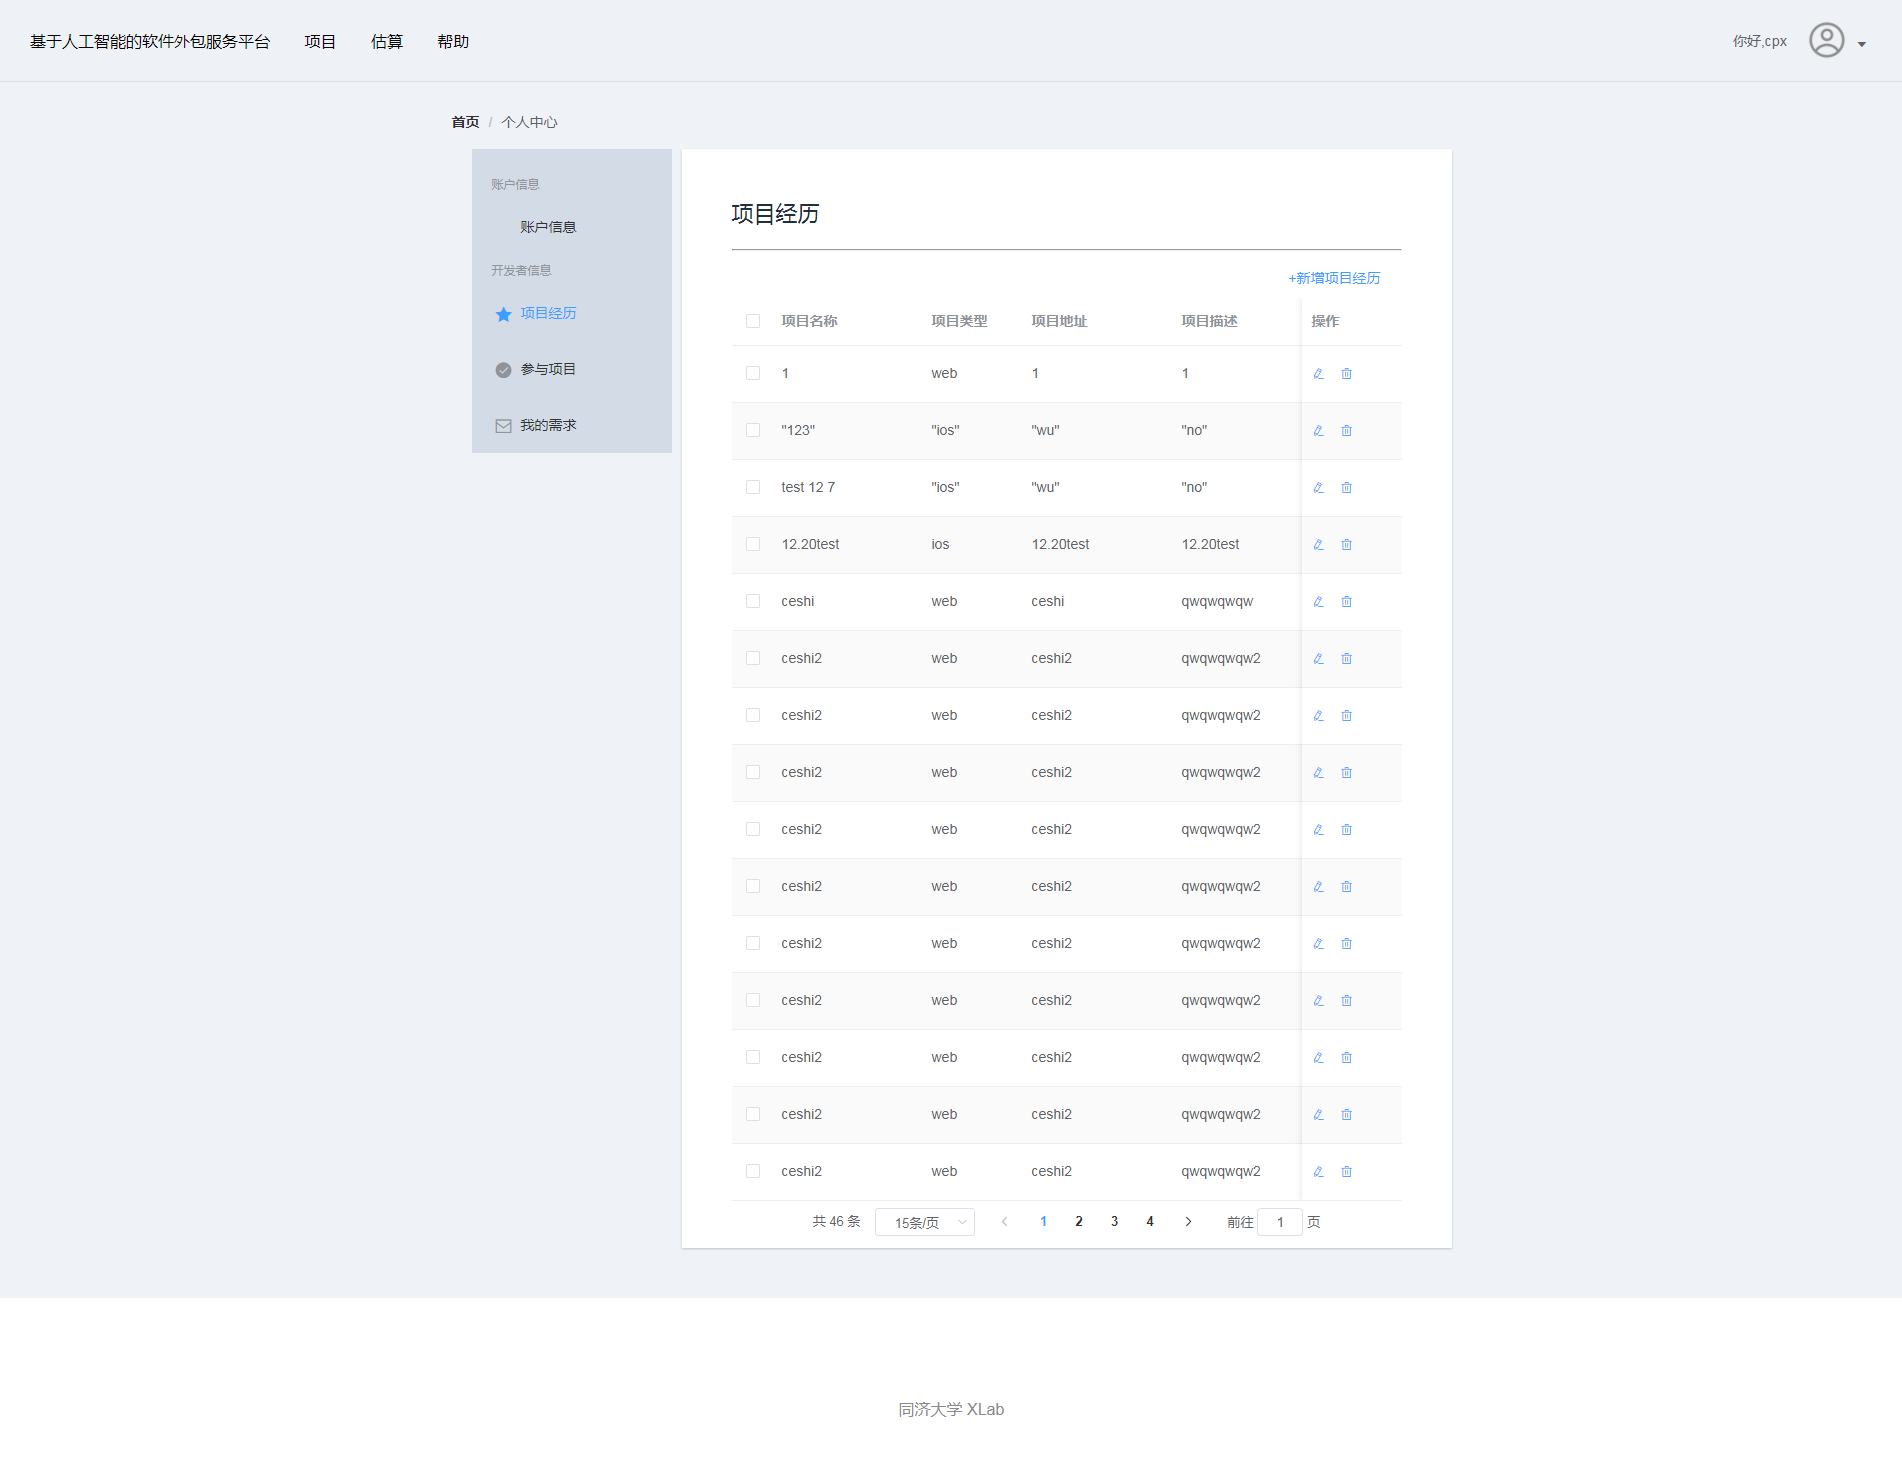 基于人工智能的软件外包服务平台 项目 估算 帮助 你好,cpx
首页 / 个人中心
账户信息
账户信息
开发者信息
项目经历
参与项目
我的需求
项目经历
+新增项目经历
项目名称 项目类型 项目地址 项目描述 操作
1 web 1 1
"123" "ios" "wu" "no"
test 12 7 "ios" "wu" "no"
12.20test ios 12.20test 12.20test
ceshi web ceshi qwqwqwqw
ceshi2 web ceshi2 qwqwqwqw2
ceshi2 web ceshi2 qwqwqwqw2
ceshi2 web ceshi2 qwqwqwqw2
ceshi2 web ceshi2 qwqwqwqw2
ceshi2 web ceshi2 qwqwqwqw2
ceshi2 web ceshi2 qwqwqwqw2
ceshi2 web ceshi2 qwqwqwqw2
ceshi2 web ceshi2 qwqwqwqw2
ceshi2 web ceshi2 qwqwqwqw2
ceshi2 web ceshi2 qwqwqwqw2
共 46 条 15条/页 1 2 3 4 前往 1 页
同济大学 XLab